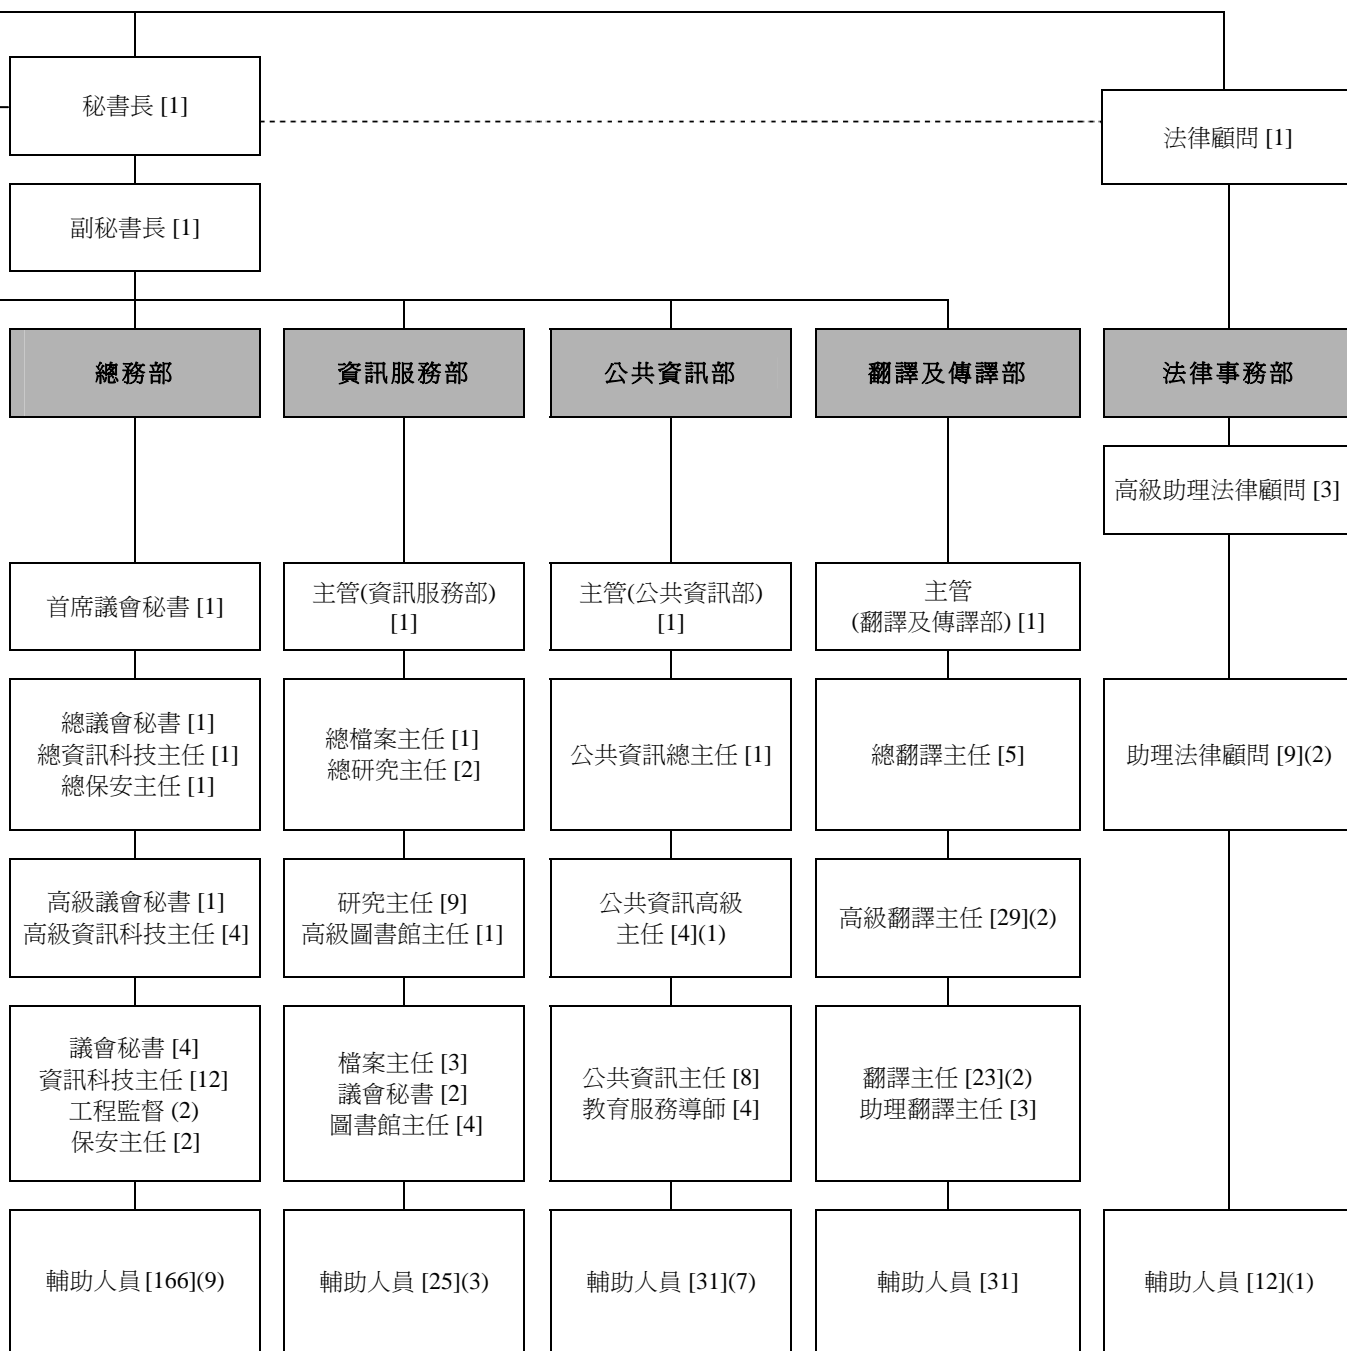 秘書長 [1]
法律顧問 [1]
副秘書長 [1]
總務部
資訊服務部
公共資訊部
翻譯及傳譯部
法律事務部
高級助理法律顧問 [3]
首席議會秘書 [1]
主管(資訊服務部)
[1]
主管(公共資訊部)
[1]
主管
(翻譯及傳譯部) [1]
總議會秘書 [1]
總資訊科技主任 [1]
總保安主任 [1]
總檔案主任 [1]
總研究主任 [2]
公共資訊總主任 [1]
總翻譯主任 [5]
助理法律顧問 [9](2)
高級議會秘書 [1]
高級資訊科技主任 [4]
研究主任 [9]
高級圖書館主任 [1]
公共資訊高級
主任 [4](1)
高級翻譯主任 [29](2)
議會秘書 [4]
資訊科技主任 [12]
工程監督 (2)
保安主任 [2]
檔案主任 [3]
議會秘書 [2]
圖書館主任 [4]
公共資訊主任 [8]
教育服務導師 [4]
翻譯主任 [23](2)
助理翻譯主任 [3]
輔助人員 [166](9)
輔助人員 [25](3)
輔助人員 [31](7)
輔助人員 [31]
輔助人員 [12](1)